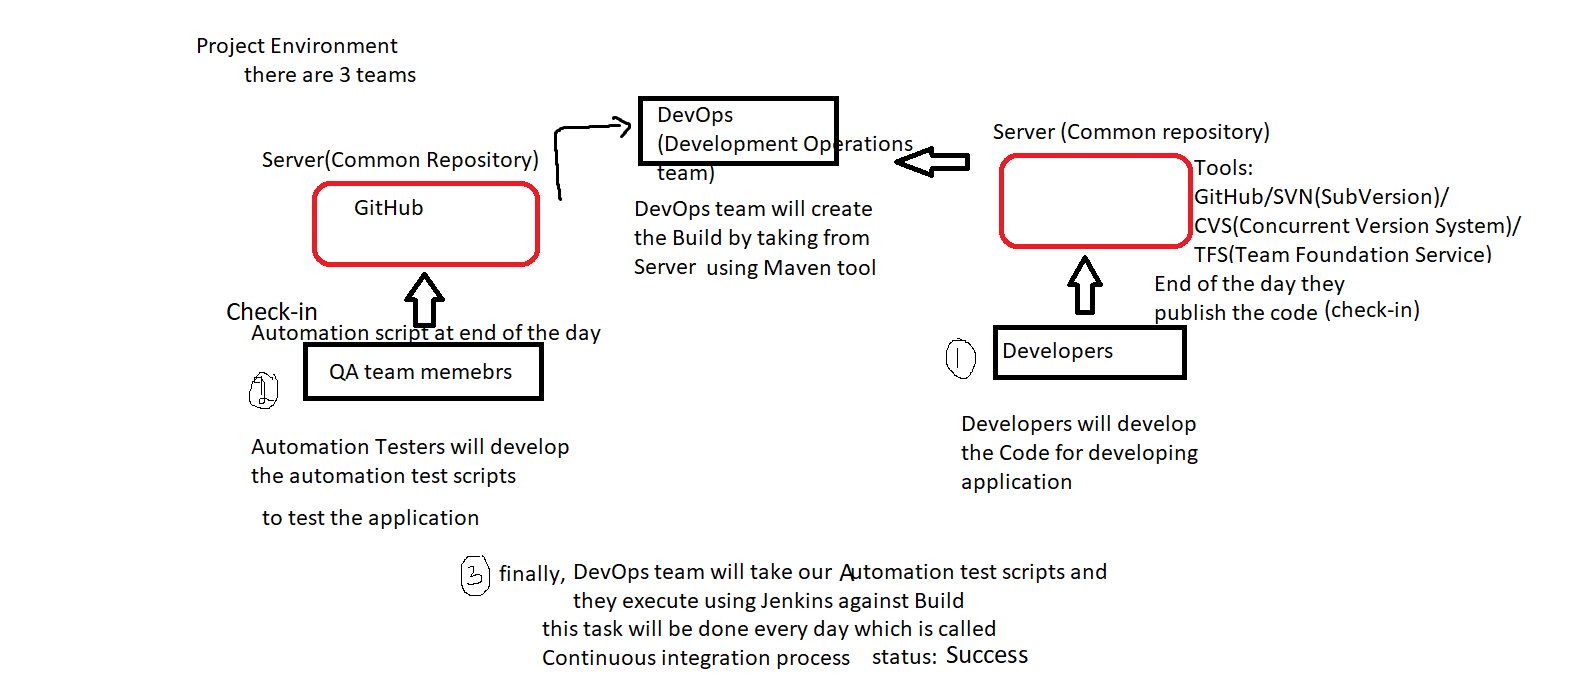 Project Environment
there are 3 teams
Server(Common Repository)
GitHub
DevOps
(Development Operations
team)
DevOps team will create
the Build by taking from
Server using Maven tool
Server (Common repository)
Tools:
GitHub/SVN(SubVersion)/
CVS(Concurrent Version System)/
TFS(Team Foundation Service)
End of the day they
publish the code (check-in)
Check-in
Automation script at end of the day
QA team memebrs
2
Automation Testers will develop
the automation test scripts
to test the application
1
Developers
Developers will develop
the Code for developing
application
3 finally, DevOps team will take our Automation test scripts and
they execute using Jenkins against Build
this task will be done every day which is called
Continuous integration process status: Success